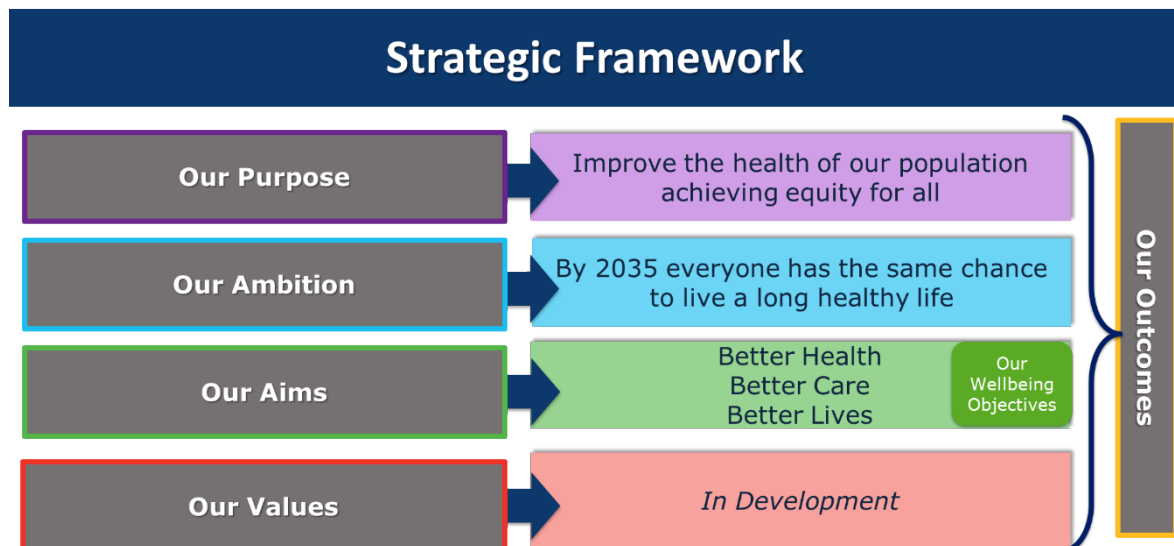 Strategic Framework
Our Purpose
Improve the health of our population
achieving equity for all
Our Ambition
By 2035 everyone has the same chance
to live a long healthy life
Our Aims
Better Health
Better Care
Better Lives
Our
Wellbeing
Objectives
Our Values
In Development
Our Outcomes